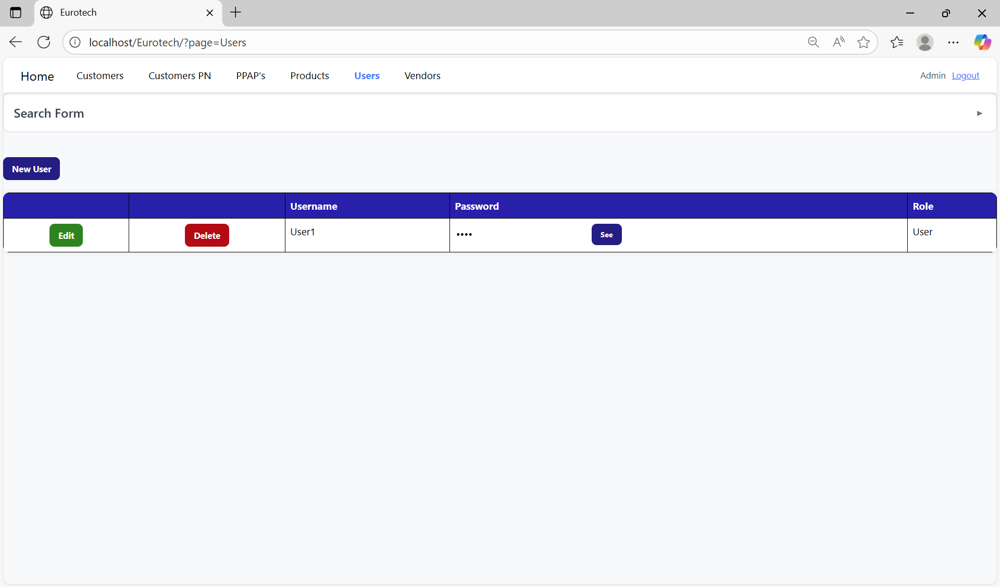 Eurotech
localhost/Eurotech/?page=Users
Home Customers Customers PN PPAP's Products Users Vendors Admin Logout
Search Form
New User
Username Password Role
Edit Delete User1 •••• See User